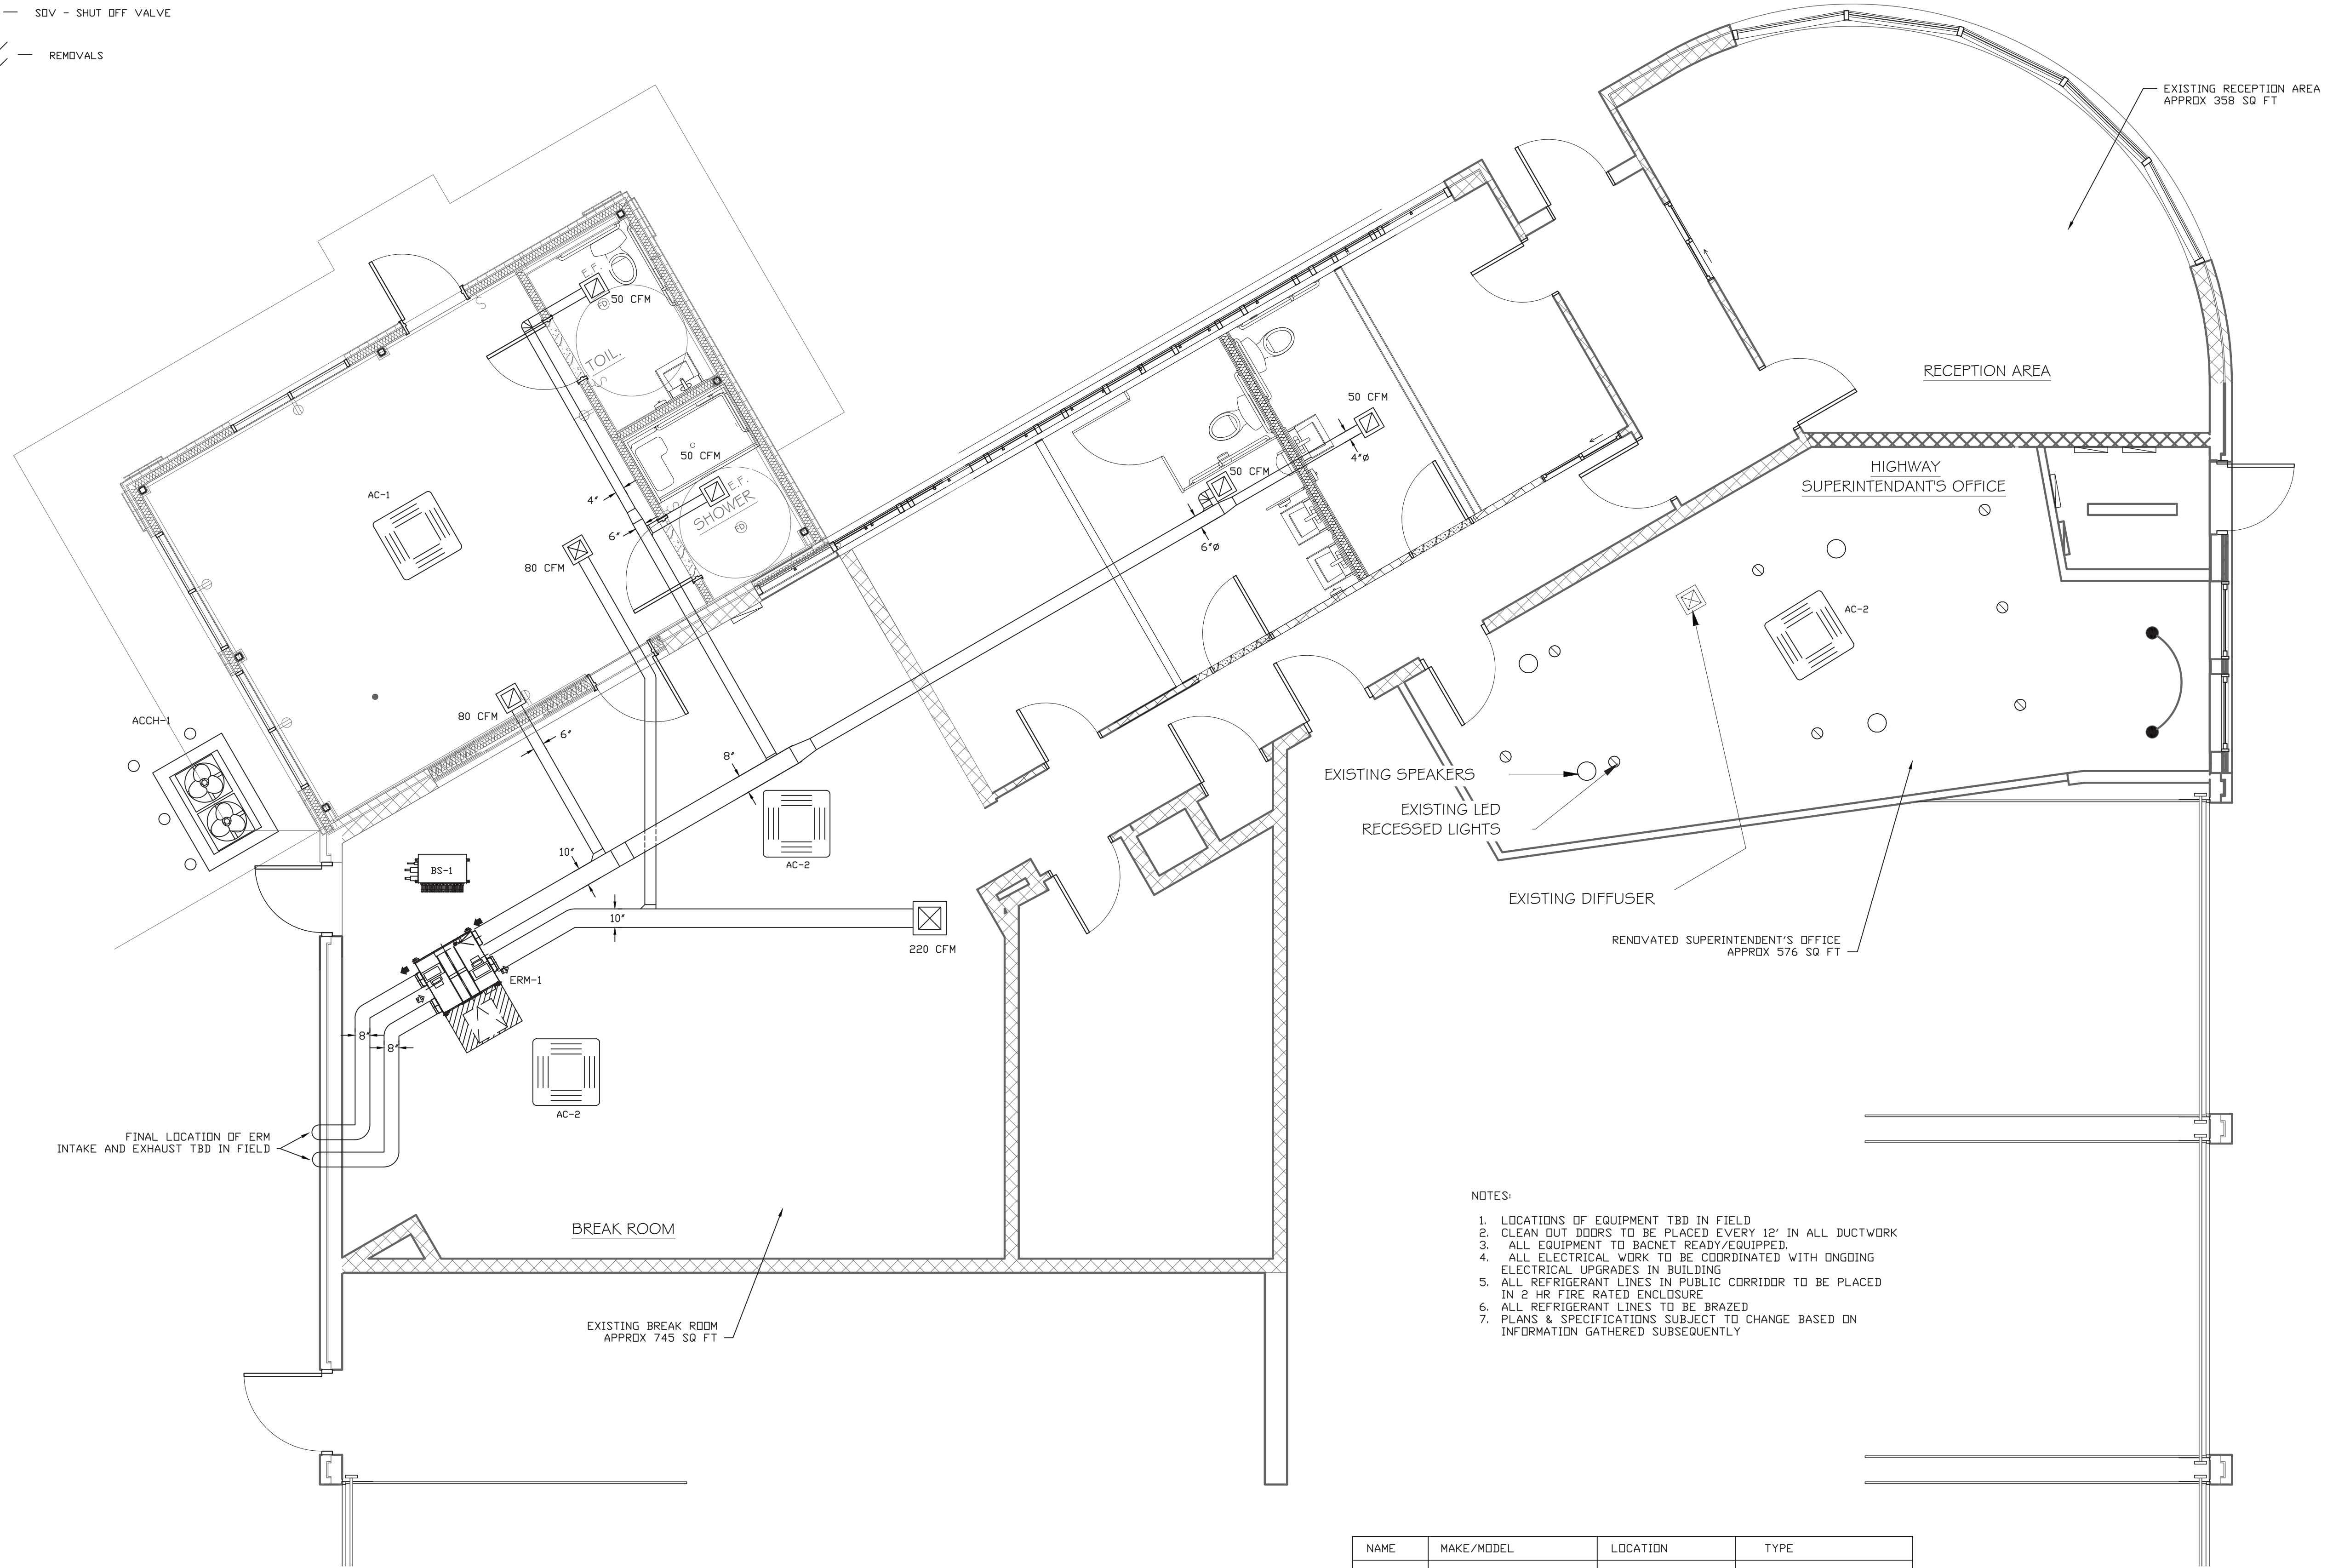 SOV - SHUT OFF VALVE
REMOVALS
EXISTING RECEPTION AREA
APPROX 358 SQ FT
E.F.
50 CFM
FD
TOIL.
S
S
RECEPTION AREA
50 CFM
4"ø
50 CFM
6"ø
50 CFM
E.F.
SHOWER
FD
S
4"
6"
AC-1
80 CFM
HIGHWAY
SUPERINTENDANT'S OFFICE
AC-2
80 CFM
6"
ACCH-1
8"
EXISTING SPEAKERS
EXISTING LED
RECESSED LIGHTS
10"
BS-1
AC-2
EXISTING DIFFUSER
10"
220 CFM
RENOVATED SUPERINTENDENT'S OFFICE
APPROX 576 SQ FT
ERM-1
8"
8"
AC-2
FINAL LOCATION OF ERM
INTAKE AND EXHAUST TBD IN FIELD
BREAK ROOM
EXISTING BREAK ROOM
APPROX 745 SQ FT
NOTES:
1. LOCATIONS OF EQUIPMENT TBD IN FIELD
2. CLEAN OUT DOORS TO BE PLACED EVERY 12' IN ALL DUCTWORK
3. ALL EQUIPMENT TO BACNET READY/EQUIPPED.
4. ALL ELECTRICAL WORK TO BE COORDINATED WITH ONGOING
ELECTRICAL UPGRADES IN BUILDING
5. ALL REFRIGERANT LINES IN PUBLIC CORRIDOR TO BE PLACED
IN 2 HR FIRE RATED ENCLOSURE
6. ALL REFRIGERANT LINES TO BE BRAZED
7. PLANS & SPECIFICATIONS SUBJECT TO CHANGE BASED ON
INFORMATION GATHERED SUBSEQUENTLY
NAME MAKE/MODEL LOCATION TYPE